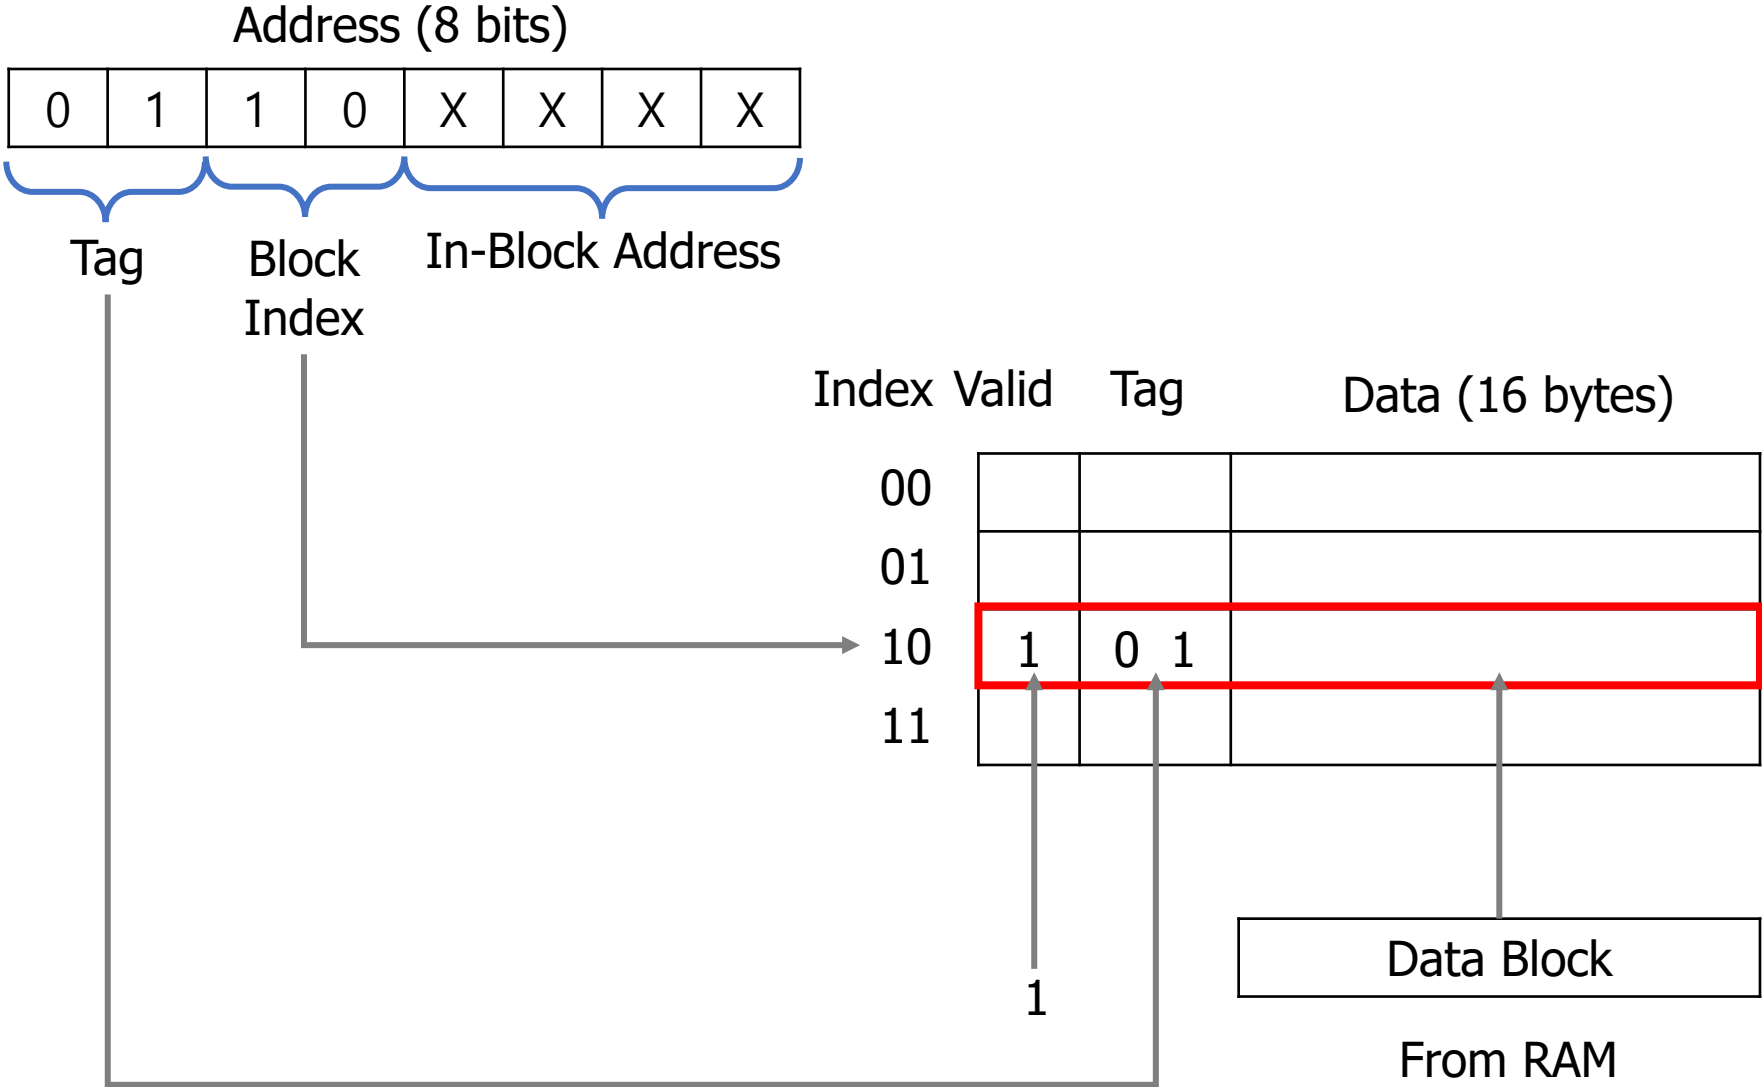 Address (8 bits)
0 1 1 0 X X X X
Tag
Block
Index
In-Block Address
Index Valid Tag Data (16 bytes)
00
01
10 1 0 1
11
1
Data Block
From RAM